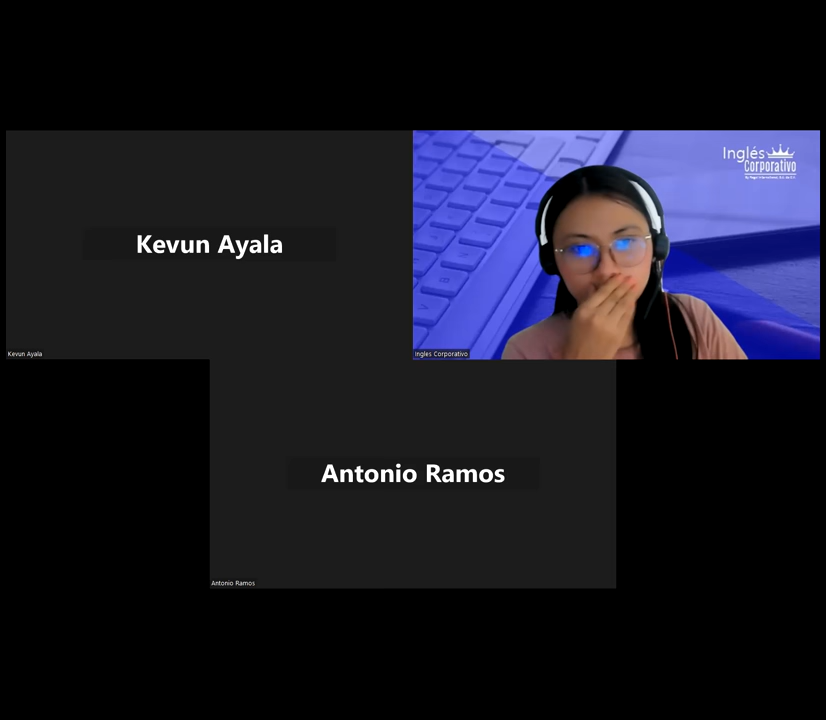 Kevun Ayala
Kevun Ayala
Inglés
Corporativo
Ingles Corporativo
Antonio Ramos
Antonio Ramos